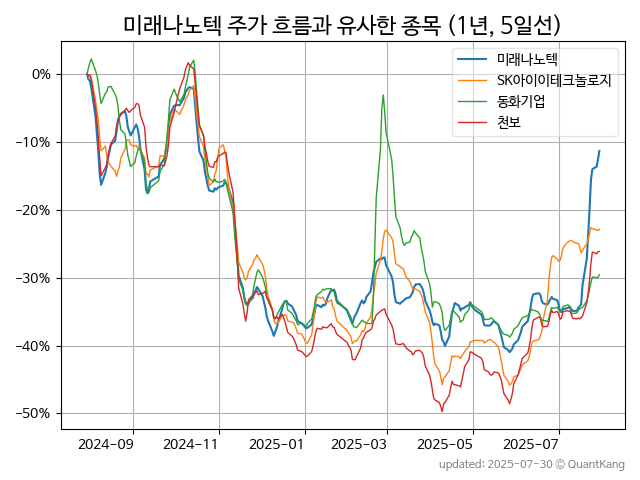 미래나노텍 주가 흐름과 유사한 종목 (1년, 5일선)
미래나노텍
SK아이이테크놀로지
동화기업
천보
0%
−10%
−20%
−30%
−40%
−50%
2024-09
2024-11
2025-01
2025-03
2025-05
2025-07
updated: 2025-07-30 © QuantKang